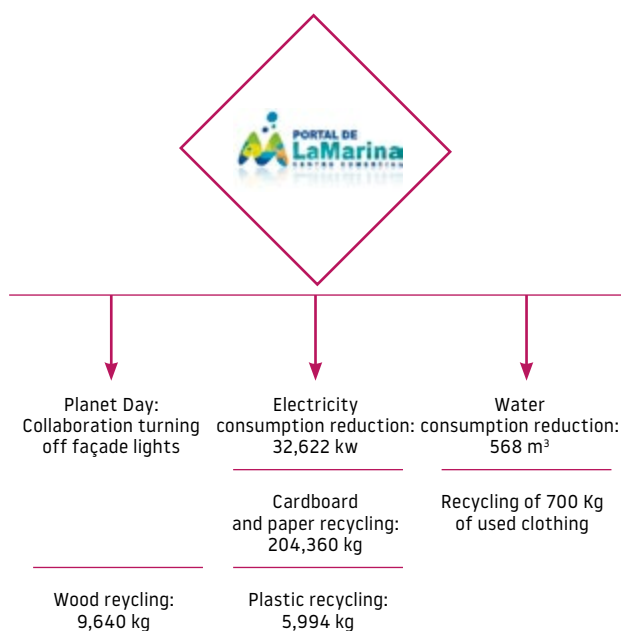 PORTAL DE
LaMarina
CENTRO COMERCIAL
Planet Day:
Collaboration turning
off façade lights
Electricity
consumption reduction:
32,622 kw
Water
consumption reduction:
568 m³
Cardboard
and paper recycling:
204,360 kg
Recycling of 700 Kg
of used clothing
Wood reycling:
9,640 kg
Plastic recycling:
5,994 kg